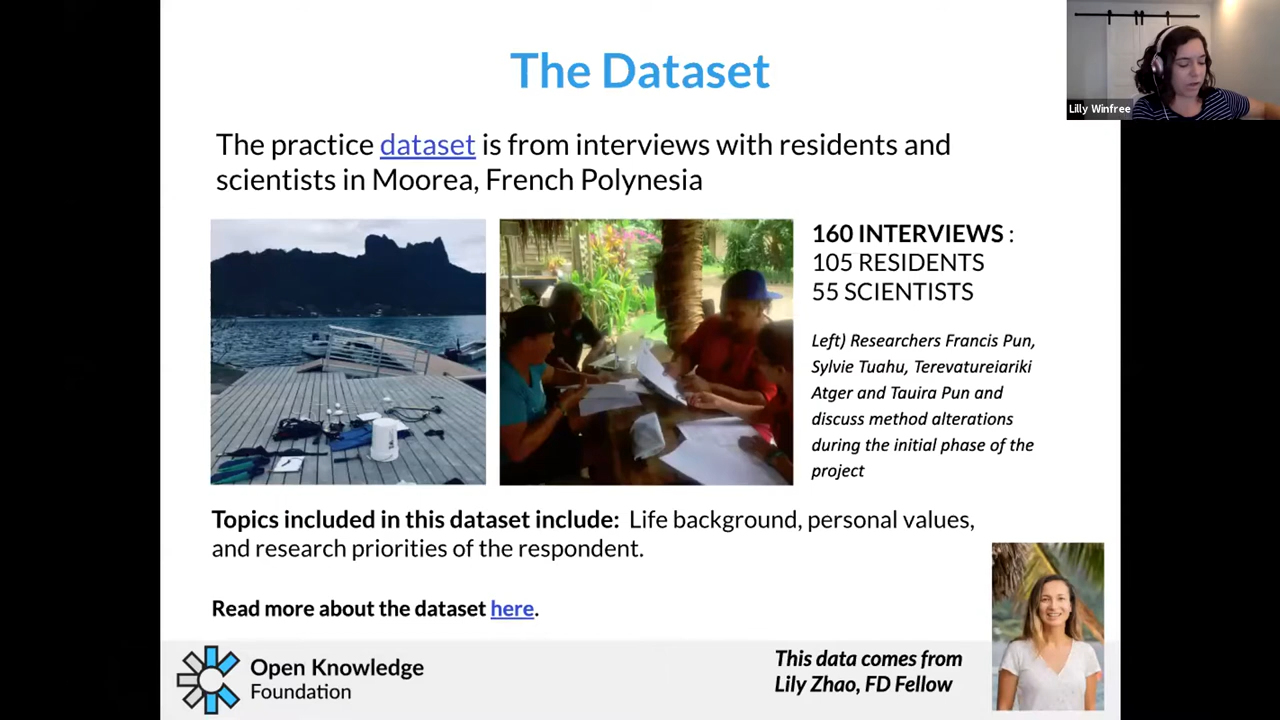 The Dataset
Lilly Winfree
The practice dataset is from interviews with residents and
scientists in Moorea, French Polynesia
160 INTERVIEWS :
105 RESIDENTS
55 SCIENTISTS
Left) Researchers Francis Pun,
Sylvie Tuahu, Terevatureiariki
Atger and Tauira Pun and
discuss method alterations
during the initial phase of the
project
Topics included in this dataset include: Life background, personal values,
and research priorities of the respondent.
Read more about the dataset here.
Open Knowledge
Foundation
This data comes from
Lily Zhao, FD Fellow